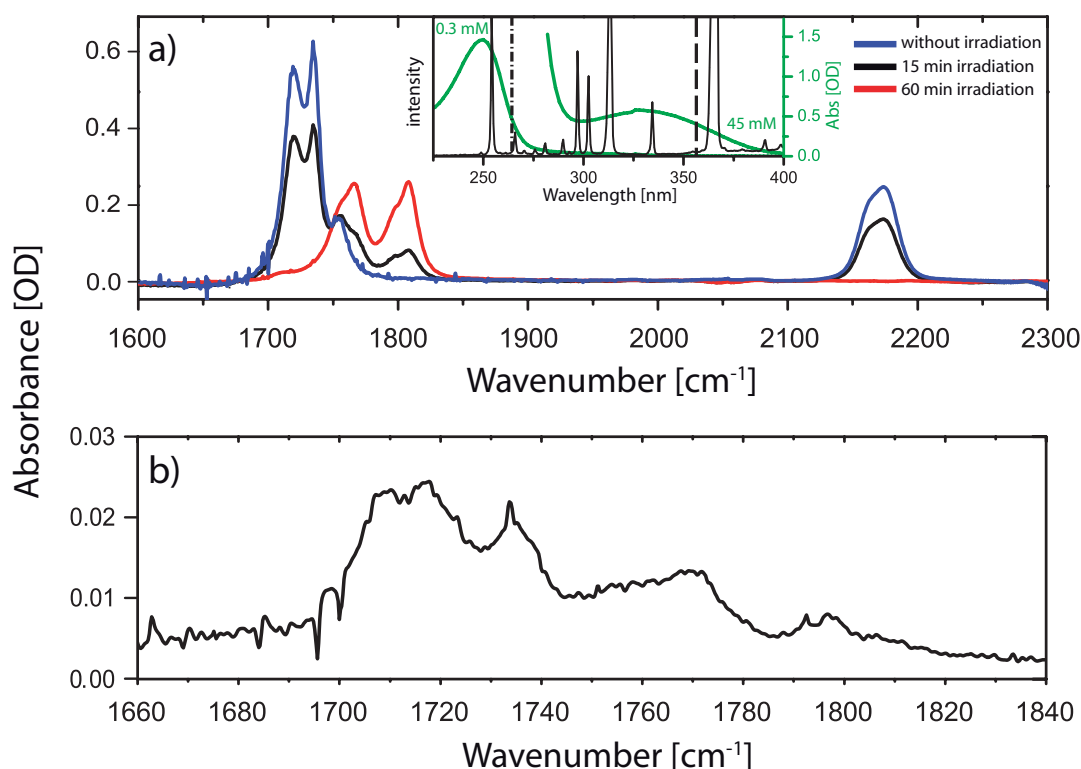 a)
0.6
0.4
0.2
0.0
1600 1700 1800 1900 2000 2100 2200 2300
Wavenumber [cm-1]
0.3 mM
45 mM
intensity
250 300 350 400
Wavelength [nm]
1.5
1.0
0.5
0.0
Abs [OD]
without irradiation
15 min irradiation
60 min irradiation
Absorbance [OD]
b)
0.03
0.02
0.01
0.00
1660 1680 1700 1720 1740 1760 1780 1800 1820 1840
Wavenumber [cm-1]